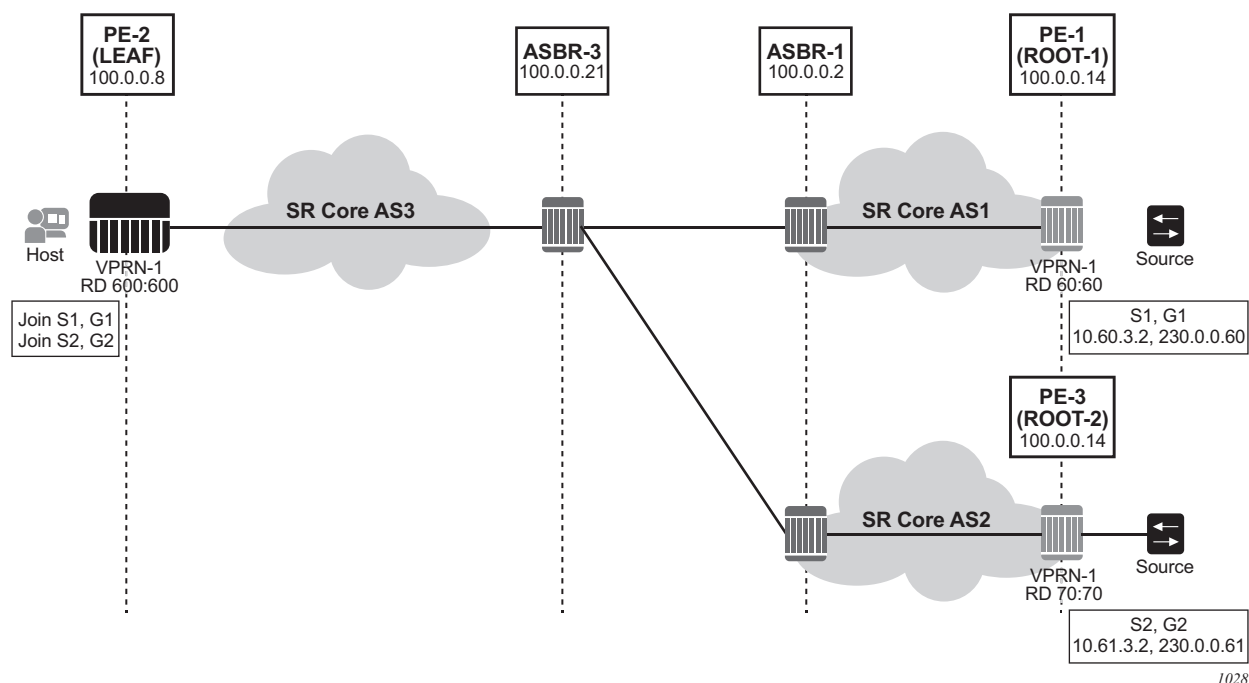 PE-2
(LEAF)
100.0.0.8
ASBR-3
100.0.0.21
ASBR-1
100.0.0.2
PE-1
(ROOT-1)
100.0.0.14
SR Core AS3
SR Core AS1
Host
VPRN-1
RD 600:600
Join S1, G1
Join S2, G2
VPRN-1
RD 60:60
Source
S1, G1
10.60.3.2, 230.0.0.60
PE-3
(ROOT-2)
100.0.0.14
SR Core AS2
VPRN-1
RD 70:70
Source
S2, G2
10.61.3.2, 230.0.0.61
1028